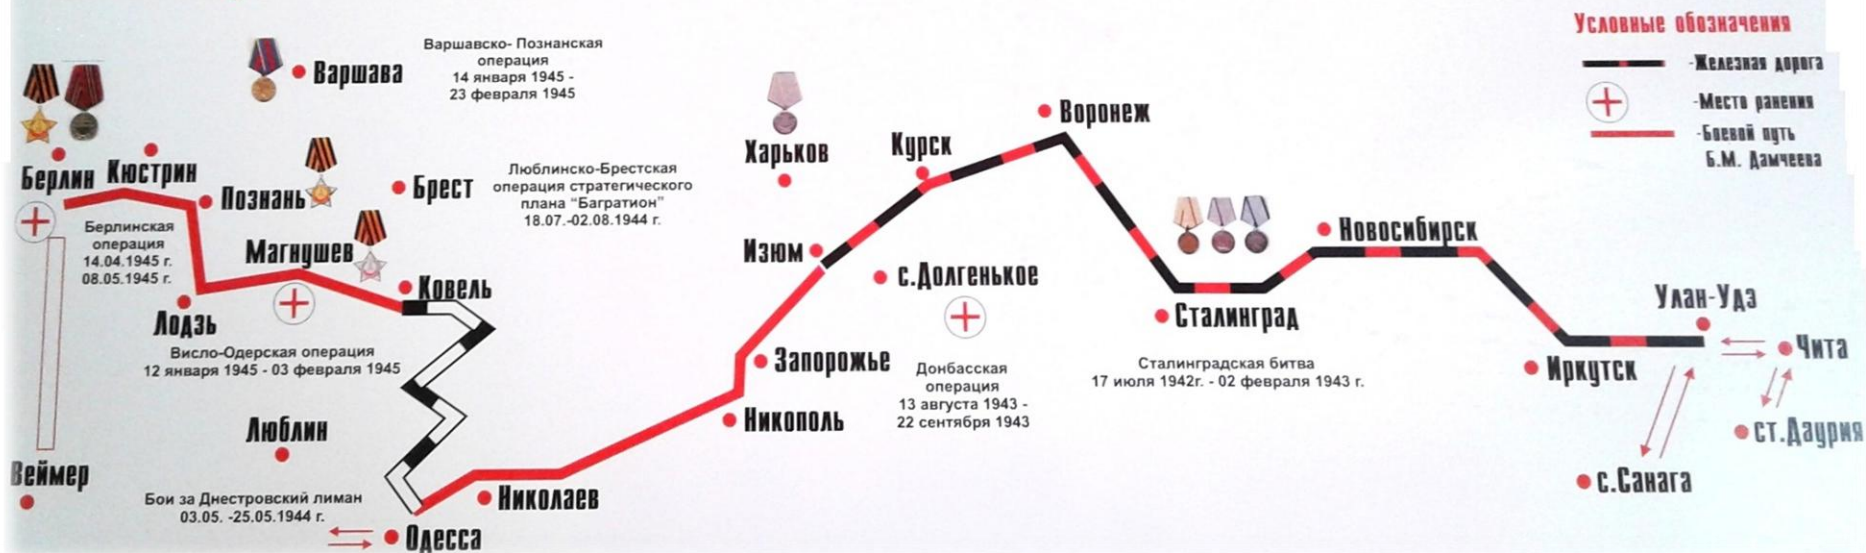 Условные обозначения
-Железная дорога
-Место ранения
-Боевой путь
Б.М. Дамчеева
Варшава
Варшавско- Познанская
операция
14 января 1945 -
23 февраля 1945
Берлин
Кюстрин
Познань
Брест
Люблинско-Брестская
операция стратегического
плана “Багратион”
18.07.-02.08.1944 г.
Харьков
Курск
Воронеж
Берлинская
операция
14.04.1945 г.
08.05.1945 г.
Магнушев
Ковель
Изюм
с.Долгенькое
Новосибирск
Сталинград
Улан-Удэ
Лодзь
Висло-Одерская операция
12 января 1945 - 03 февраля 1945
Запорожье
Донбасская
операция
13 августа 1943 -
22 сентября 1943
Сталинградская битва
17 июля 1942г. - 02 февраля 1943 г.
Иркутск
Чита
Люблин
Никополь
ст.Даурия
Веймер
с.Санага
Бои за Днестровский лиман
03.05. -25.05.1944 г.
Николаев
Одесса